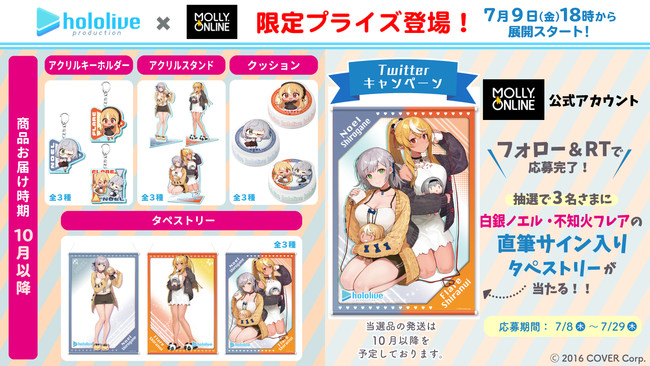 hololive
production
×
MOLLY.
ONLINE
限定プライズ登場！
7月9日(金)18時から
展開スタート！
商品お届け時期 10月以降
アクリルキーホルダー
全3種
アクリルスタンド
全3種
クッション
全3種
タペストリー
全3種
hololive
hololive
hololive
Twitter
キャンペーン
Noel
Shirogane
hololive
Flare
Shiranui
当選品の発送は
10月以降を
予定しております。
MOLLY.
ONLINE
公式アカウント
フォロー＆RTで
応募完了！
抽選で3名さまに
白銀ノエル・不知火フレアの
直筆サイン入り
タペストリーが
当たる！！
応募期間： 7/8木 ～7/29木
© 2016 COVER Corp.